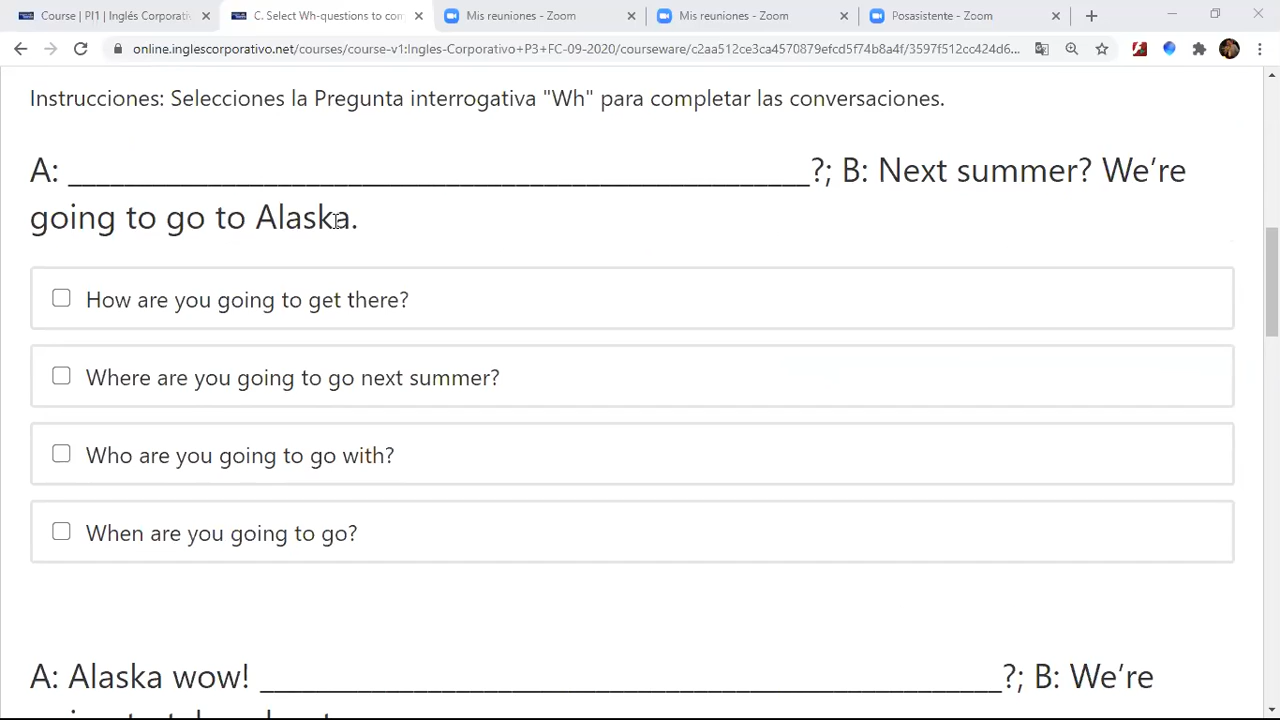 Course | PI1 | Inglés Corporati
C. Select Wh-questions to com
Mis reuniones - Zoom
Mis reuniones - Zoom
Posasistente - Zoom
online.inglescorporativo.net/courses/course-v1:Ingles-Corporativo+P3+FC-09-2020/courseware/c2aa512ce3ca4570879efcd5f74b8a4f/3597f512cc424d6...
Instrucciones: Selecciones la Pregunta interrogativa "Wh" para completar las conversaciones.
A: __________________________________________?; B: Next summer? We're
going to go to Alaska.
How are you going to get there?
Where are you going to go next summer?
Who are you going to go with?
When are you going to go?
A: Alaska wow! __________________________________________?; B: We're